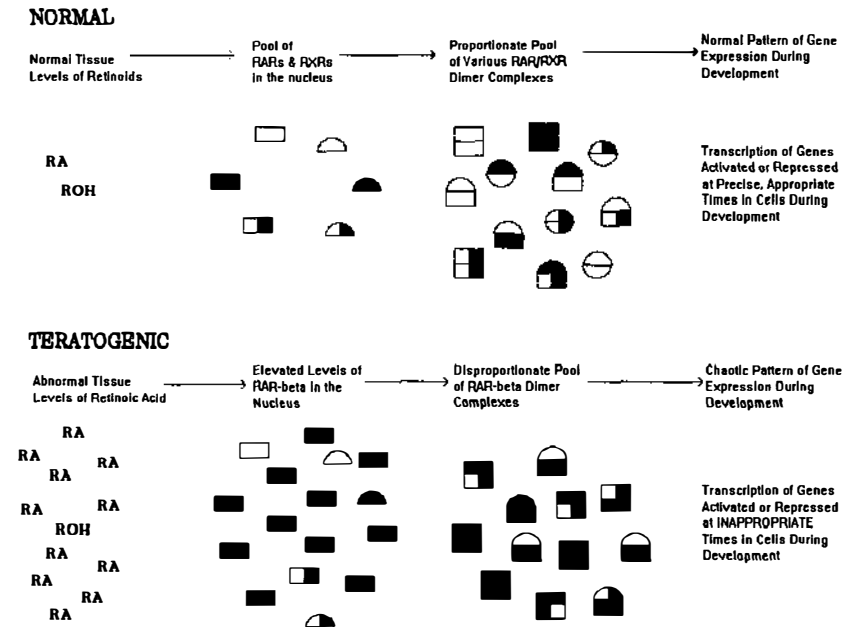 NORMAL
Normal Tissue
Levels of Retinoids
Pool of
RARs & RXRs
in the nucleus
Proportionate Pool
of Various RAR/RXR
Dimer Complexes
Normal Pattern of Gene
Expression During
Development
RA
ROH
Transcription of Genes
Activated or Repressed
at Precise, Appropriate
Times in Cells During
Development
TERATOGENIC
Abnormal Tissue
Levels of Retinoic Acid
Elevated Levels of
RAR-beta in the
Nucleus
Disproportionate Pool
of RAR-beta Dimer
Complexes
Chaotic Pattern of Gene
Expression During
Development
RA
RA
RA
RA
RA
RA
ROH
RA
RA
RA
RA
RA
Transcription of Genes
Activated or Repressed
at INAPPROPRIATE
Times in Cells During
Development